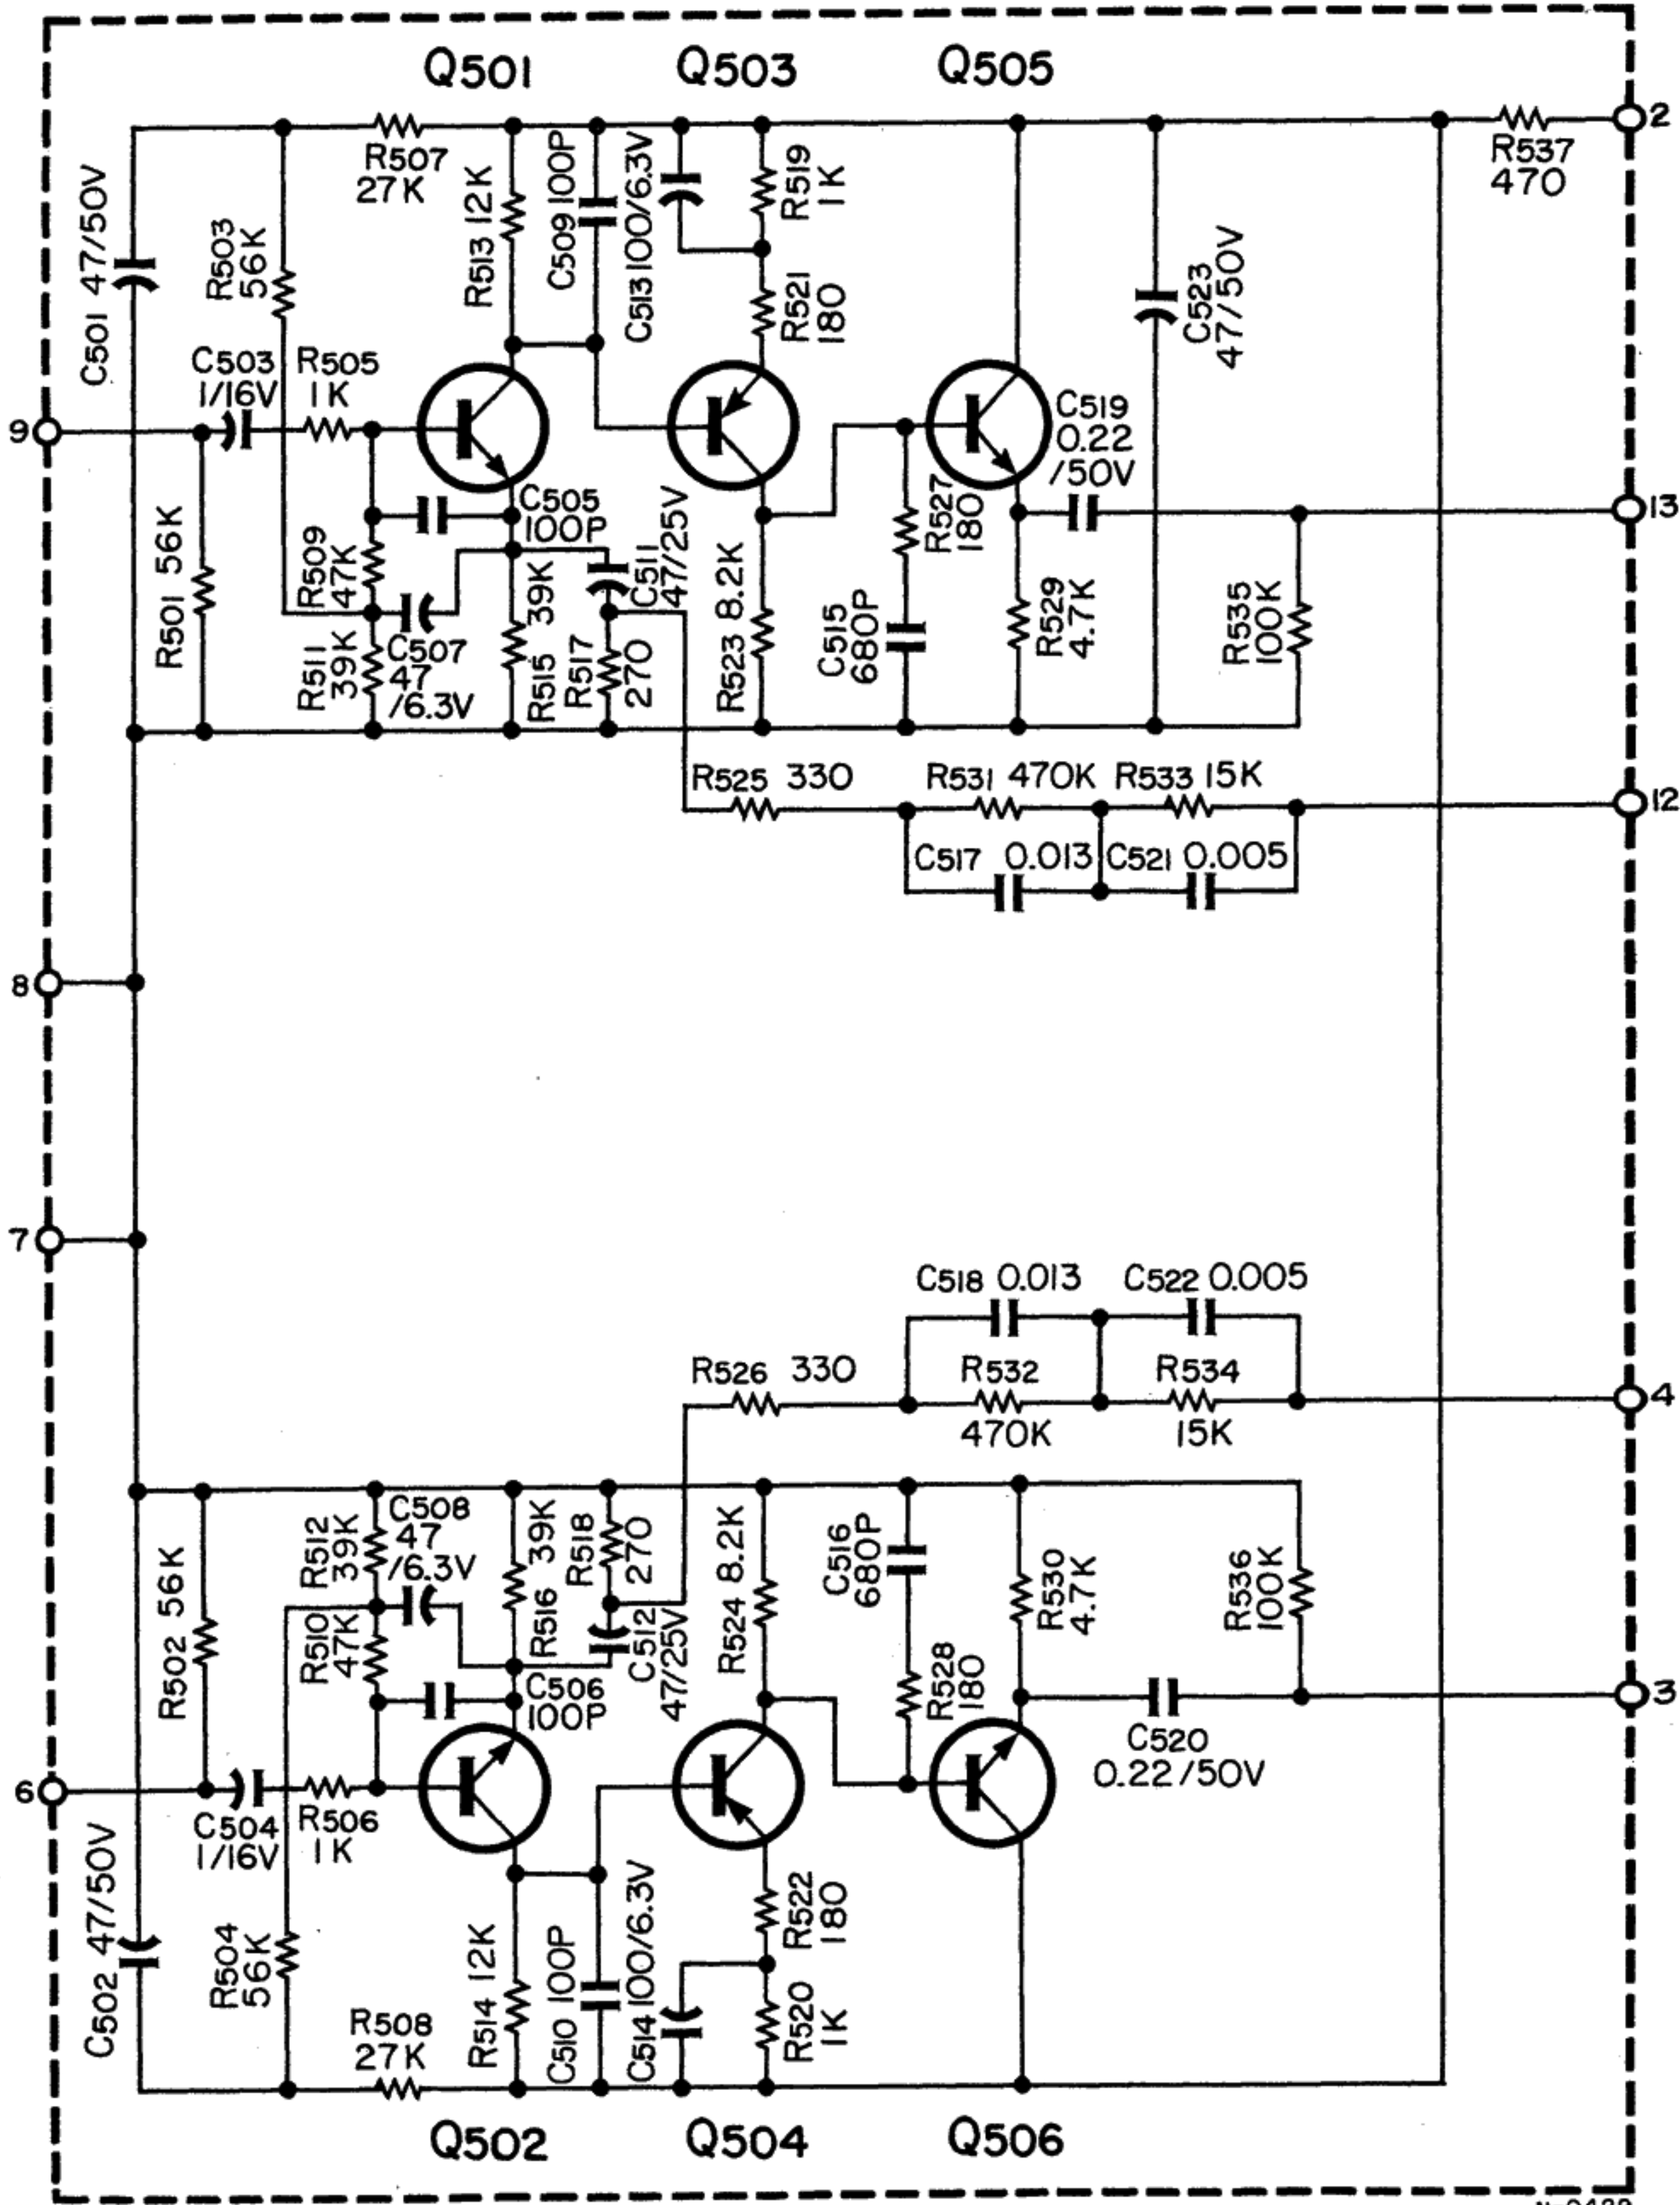 Q501 Q503 Q505
2
R507
27K
R537
470
C501 47/50V
R503
56K
R513 12K
C509 100P
C513 100/6.3V
R519
1K
R521
180
C523
47/50V
C503
1/16V
R505
1K
9
C519
0.22
/50V
13
R501 56K
R509
47K
C505
100P
C511
47/25V
R527
180
R511
39K
C507
47
/6.3V
R515 39K
R517
270
R523 8.2K
C515
680P
R529
4.7K
R535
100K
R525 330
R531 470K
R533 15K
12
C517 0.013
C521 0.005
8
7
C518 0.013
C522 0.005
R526 330
R532
470K
R534
15K
4
R502 56K
R512
39K
C508
47
/6.3V
R516 39K
R518
270
R524 8.2K
C516
680P
R530
4.7K
R536
100K
R510
47K
C506
100P
C512
47/25V
R528
180
3
C520
0.22/50V
6
C504
1/16V
R506
1K
C502 47/50V
R504
56K
R514 12K
C510 100P
C514 100/6.3V
R522
180
R520
1K
R508
27K
Q502 Q504 Q506